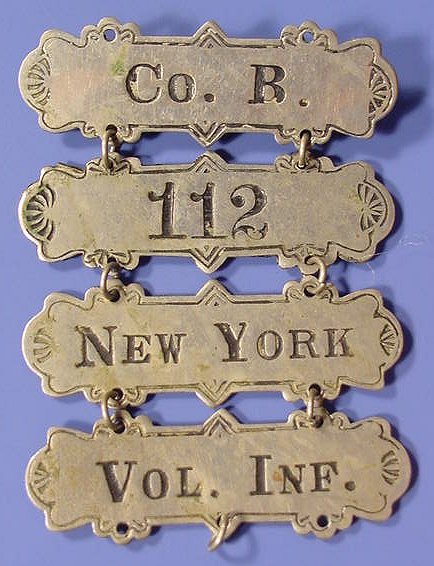 Co. B.
112
NEW YORK
VOL. INF.